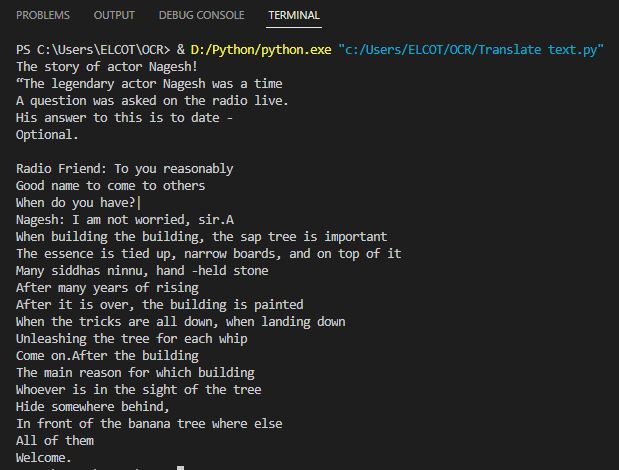 PROBLEMS OUTPUT DEBUG CONSOLE TERMINAL
PS C:\Users\ELCOT\OCR> & D:/Python/python.exe "c:/Users/ELCOT/OCR/Translate text.py"
The story of actor Nagesh!
“The legendary actor Nagesh was a time
A question was asked on the radio live.
His answer to this is to date -
Optional.

Radio Friend: To you reasonably
Good name to come to others
When do you have?|
Nagesh: I am not worried, sir.A
When building the building, the sap tree is important
The essence is tied up, narrow boards, and on top of it
Many siddhas ninnu, hand -held stone
After many years of rising
After it is over, the building is painted
When the tricks are all down, when landing down
Unleashing the tree for each whip
Come on.After the building
The main reason for which building
Whoever is in the sight of the tree
Hide somewhere behind,
In front of the banana tree where else
All of them
Welcome.